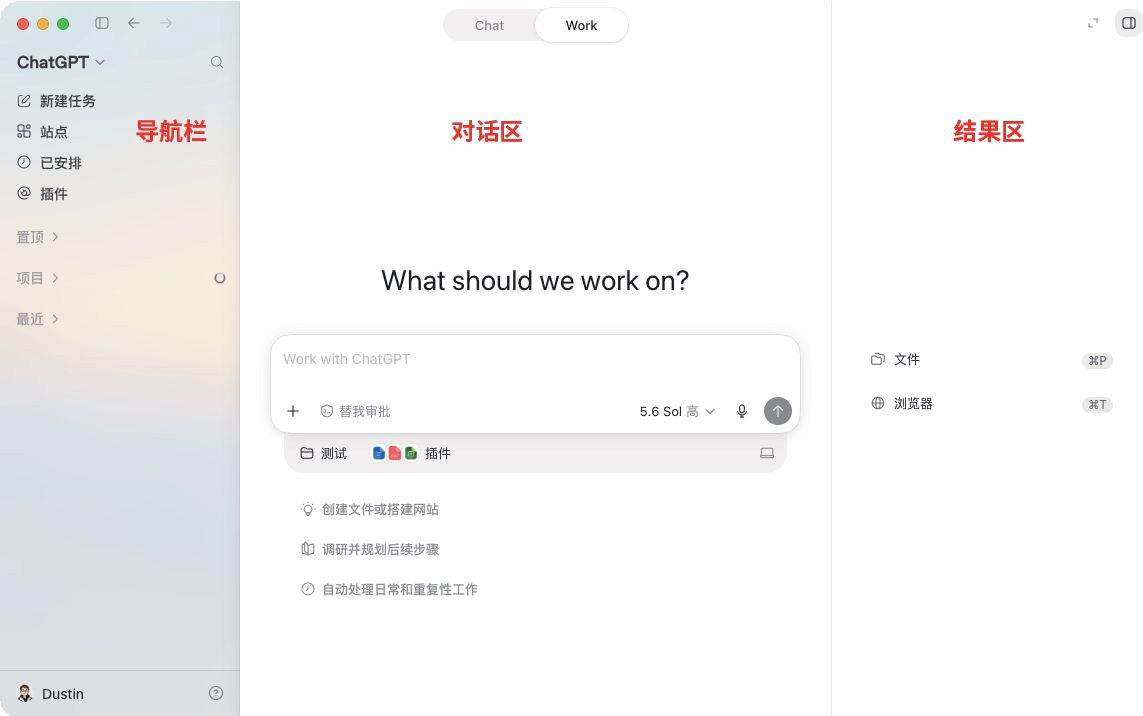 Chat
Work
ChatGPT
新建任务
站点
已安排
插件
置顶
项目
最近
导航栏
对话区
结果区
What should we work on?
Work with ChatGPT
替我审批
5.6 Sol 高
测试
插件
创建文件或搭建网站
调研并规划后续步骤
自动处理日常和重复性工作
文件
⌘P
浏览器
⌘T
Dustin